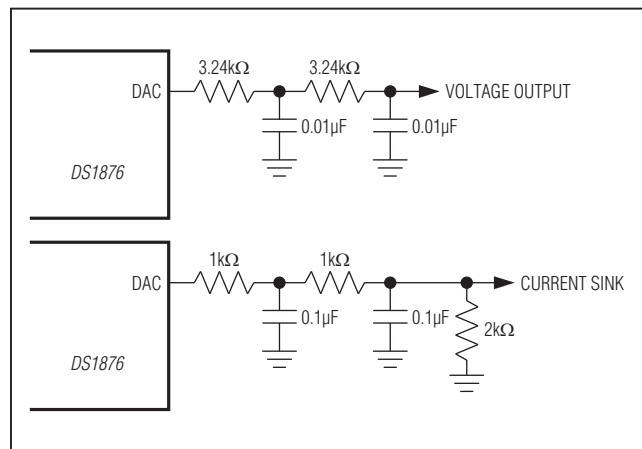 3.24kΩ 3.24kΩ
DAC VOLTAGE OUTPUT
0.01µF 0.01µF
DS1876
1kΩ 1kΩ
DAC CURRENT SINK
0.1µF 0.1µF
2kΩ
DS1876